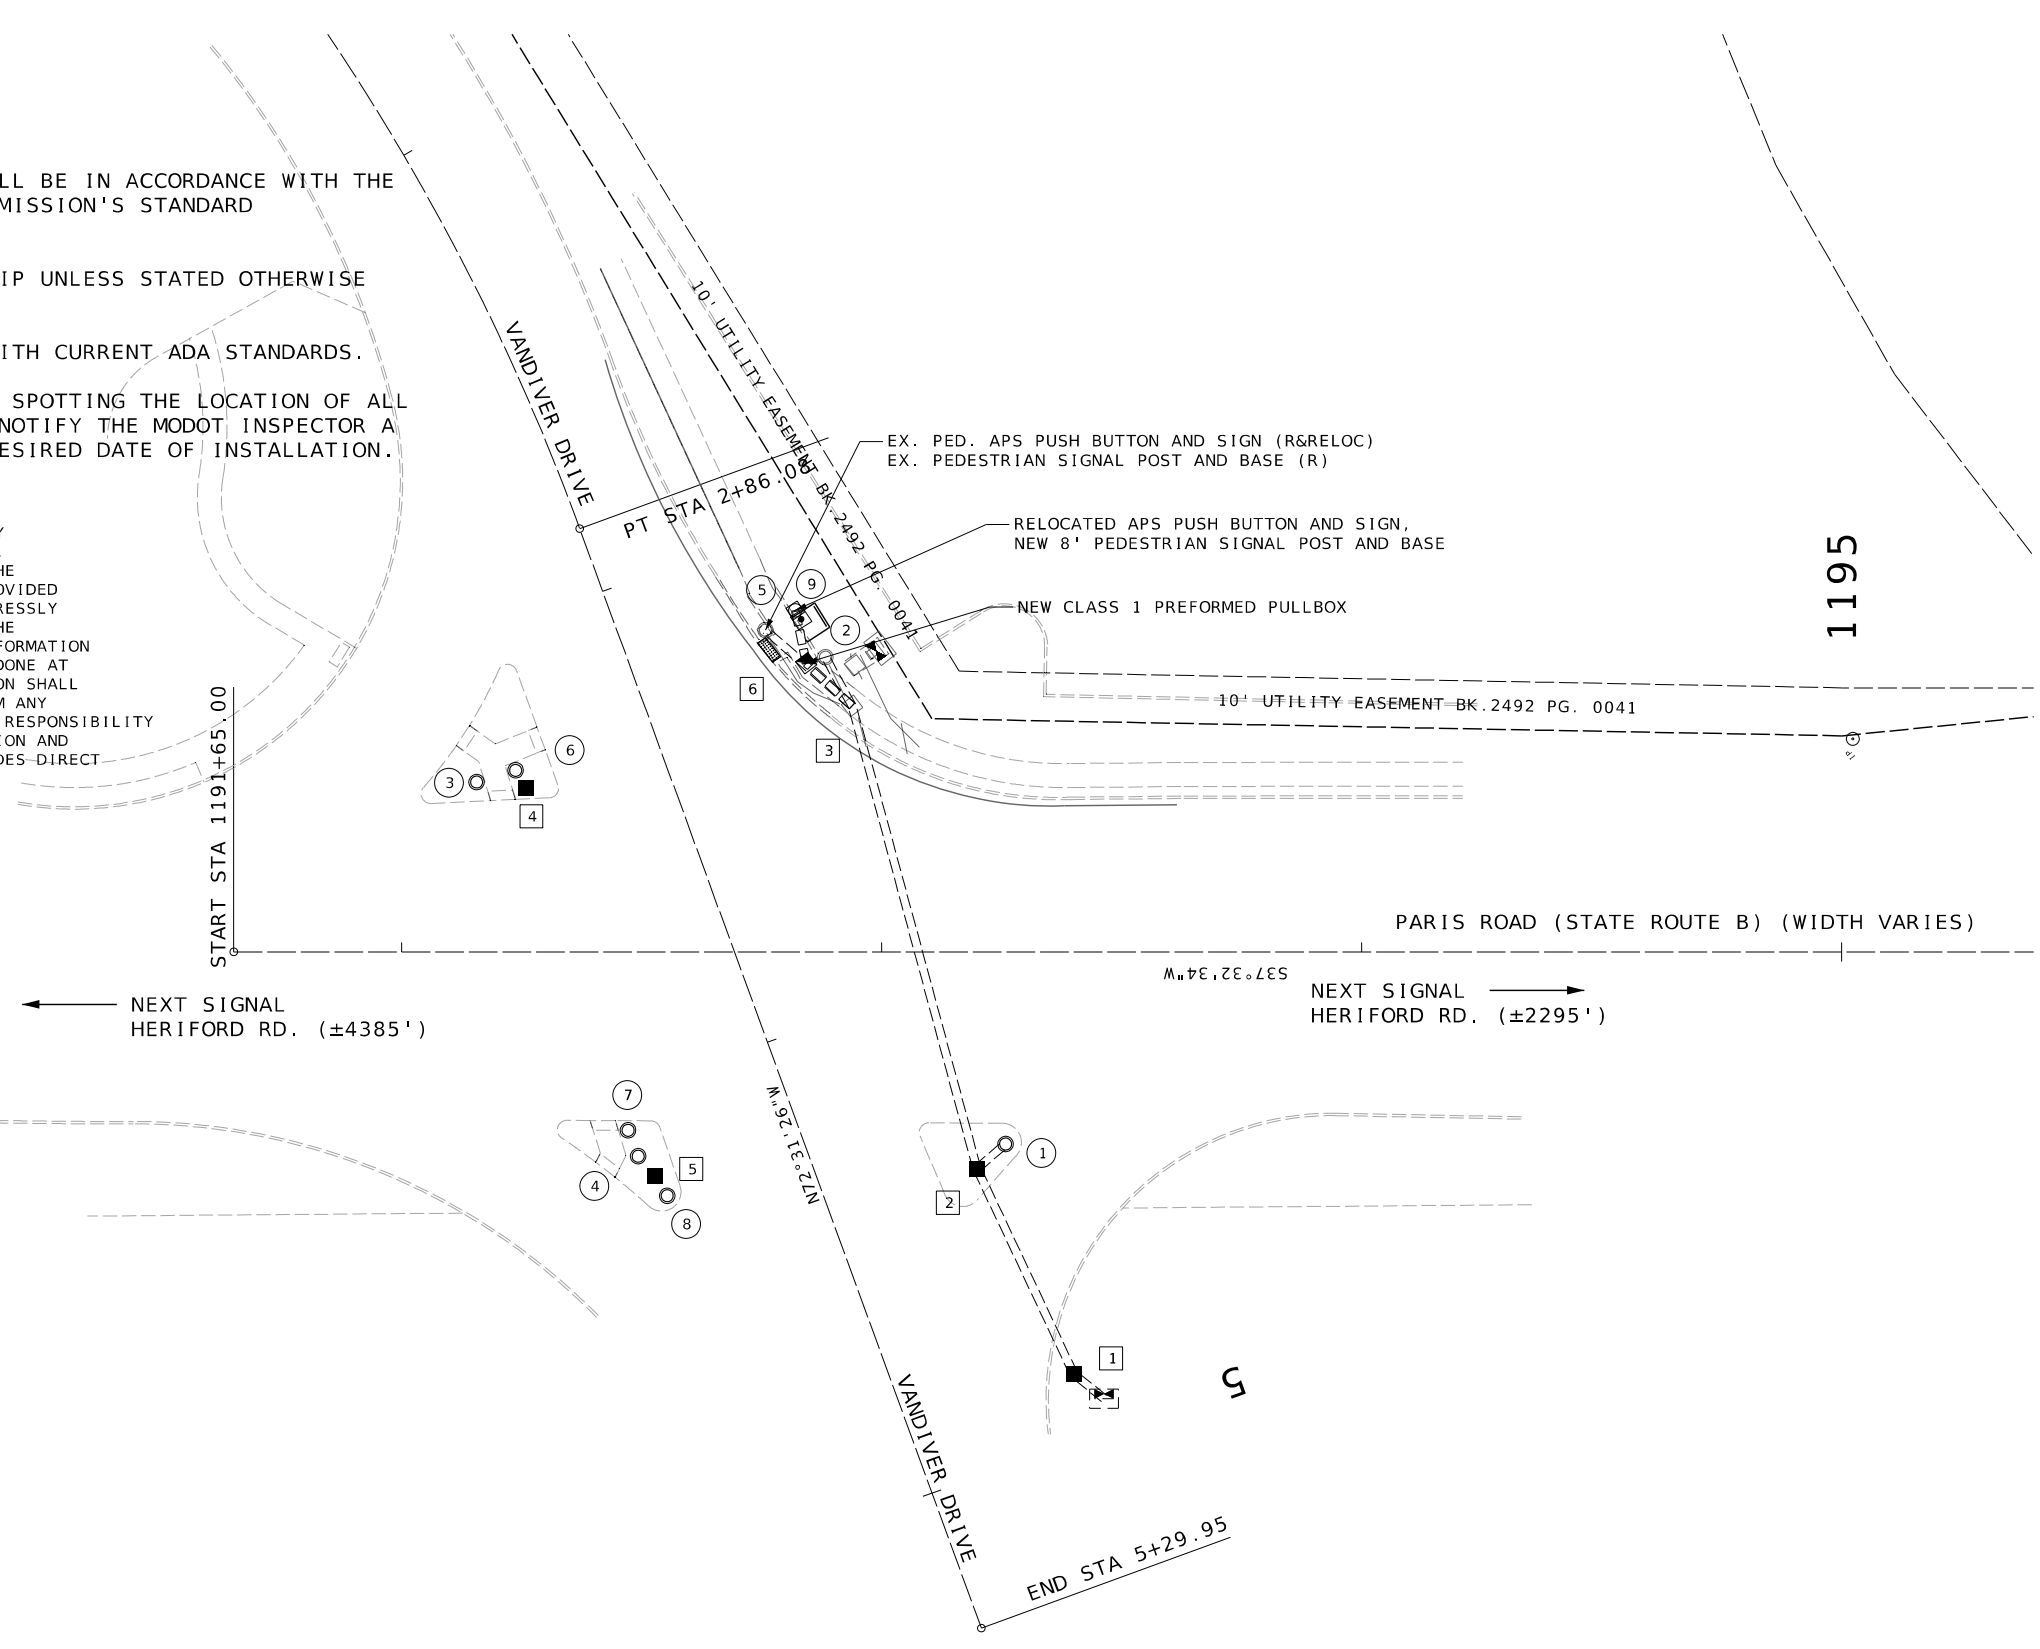 LL BE IN ACCORDANCE WITH THE
MISSION'S STANDARD
IP UNLESS STATED OTHERWISE
ITH CURRENT ADA STANDARDS.
SPOTTING THE LOCATION OF ALL
NOTIFY THE MODOT INSPECTOR A
ESIRED DATE OF INSTALLATION.
Y
HE
OVIDED
RESSLY
HE
FORMATION
DONE AT
ON SHALL
M ANY
RESPONSIBILITY
ION AND
DES DIRECT
VANDIVER DRIVE
10' UTILITY EASEMENT BK.2492 PG. 0041
PT STA 2+86.08
EX. PED. APS PUSH BUTTON AND SIGN (R&RELOC)
EX. PEDESTRIAN SIGNAL POST AND BASE (R)
RELOCATED APS PUSH BUTTON AND SIGN,
NEW 8' PEDESTRIAN SIGNAL POST AND BASE
NEW CLASS 1 PREFORMED PULLBOX
1195
5
9
2
6
3
10' UTILITY EASEMENT BK.2492 PG. 0041
IP
START STA 1191+65.00
6
3
4
PARIS ROAD (STATE ROUTE B) (WIDTH VARIES)
S37°32'34"W
NEXT SIGNAL
HERIFORD RD. (±4385')
NEXT SIGNAL
HERIFORD RD. (±2295')
N72°31'26"W
7
5
4
8
1
2
1
5
VANDIVER DRIVE
END STA 5+29.95